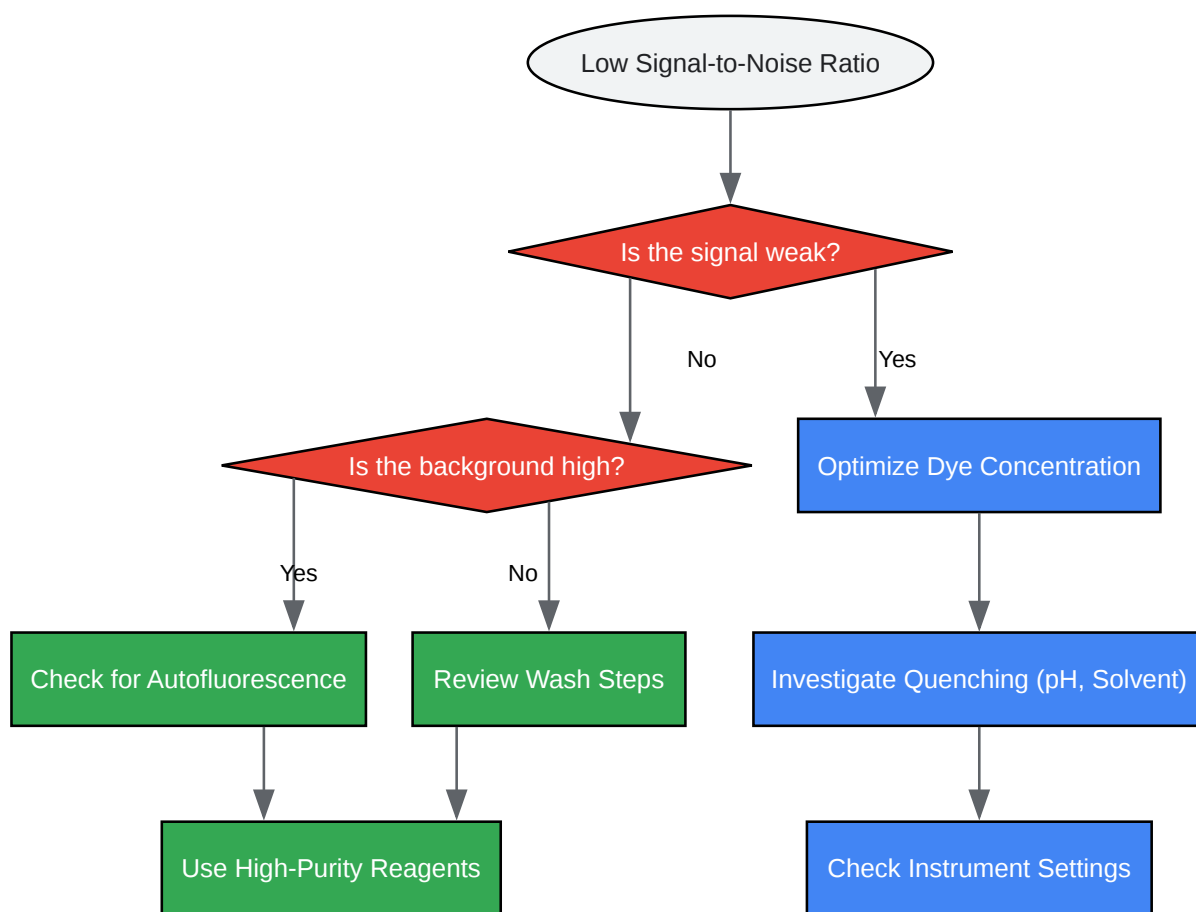 Low Signal-to-Noise Ratio
Is the signal weak?
No
Yes
Is the background high?
Optimize Dye Concentration
Yes
No
Check for Autofluorescence
Review Wash Steps
Investigate Quenching (pH, Solvent)
Use High-Purity Reagents
Check Instrument Settings